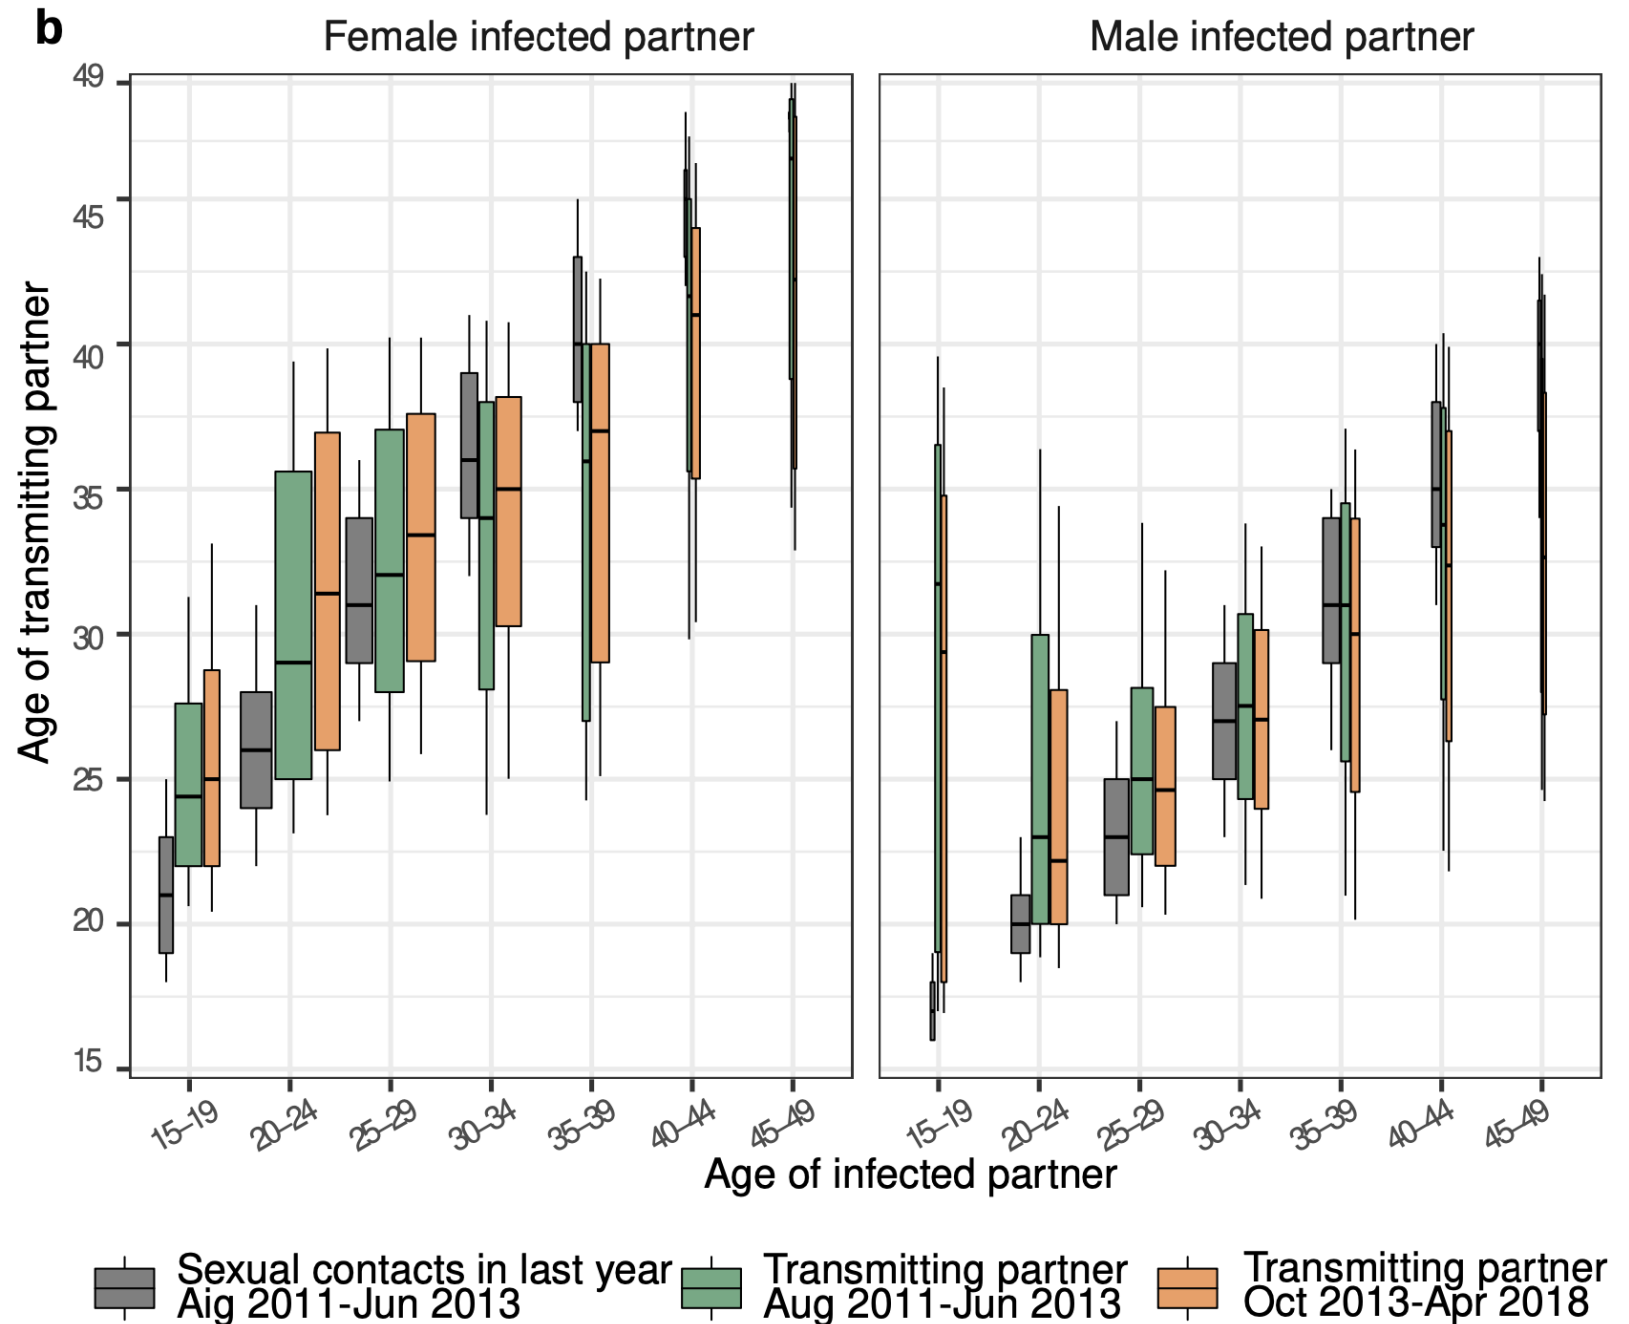 b
Female infected partner
Male infected partner
Age of transmitting partner
49
45
40
35
30
25
20
15
15–19
20–24
25–29
30–34
35–39
40–44
45–49
15–19
20–24
25–29
30–34
35–39
40–44
45–49
Age of infected partner
Sexual contacts in last year
Aig 2011-Jun 2013
Transmitting partner
Aug 2011-Jun 2013
Transmitting partner
Oct 2013-Apr 2018